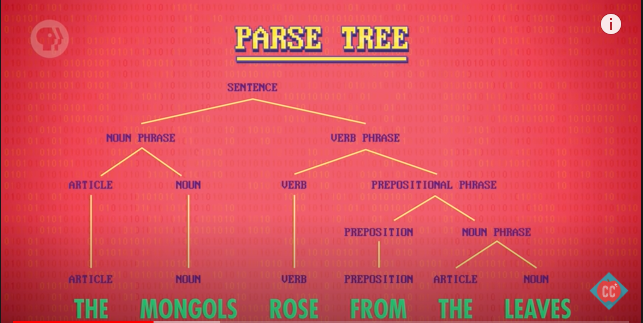 PARSE TREE
SENTENCE
NOUN PHRASE VERB PHRASE
ARTICLE NOUN VERB PREPOSITIONAL PHRASE
PREPOSITION NOUN PHRASE
ARTICLE NOUN VERB PREPOSITION ARTICLE NOUN
THE MONGOLS ROSE FROM THE LEAVES
i
CC